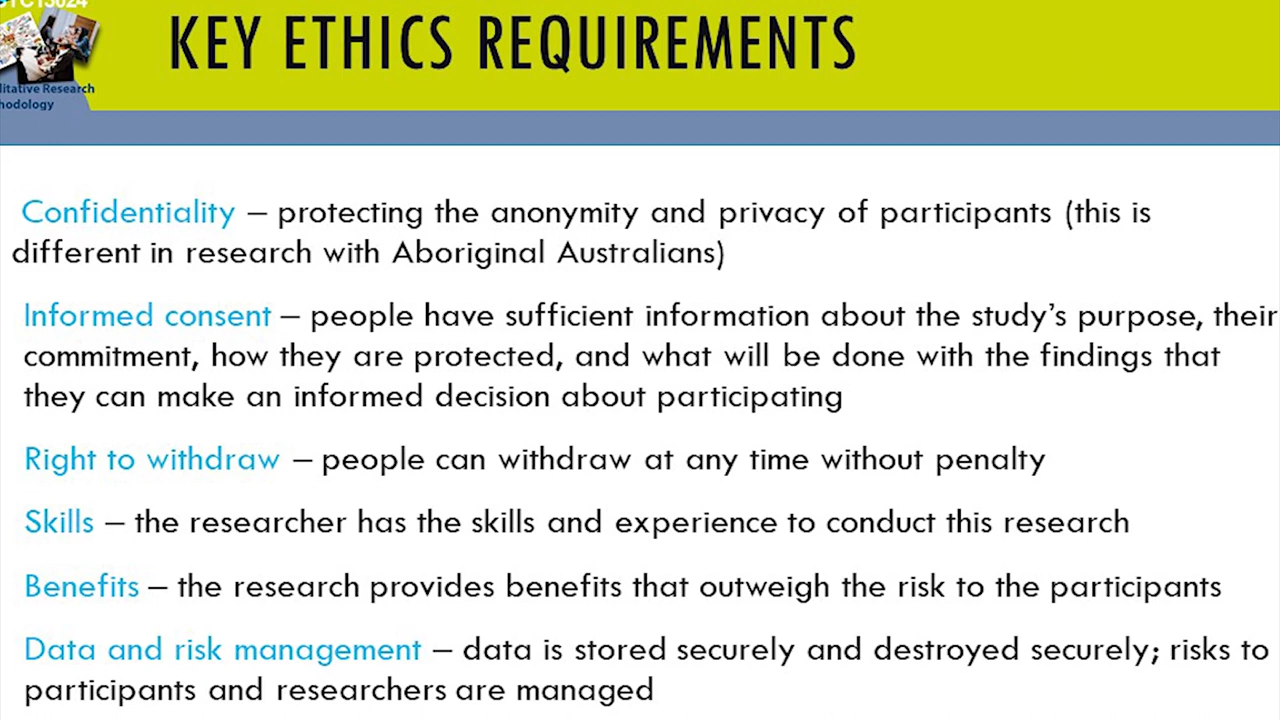 KEY ETHICS REQUIREMENTS
litative Research
hodology
Confidentiality – protecting the anonymity and privacy of participants (this is
different in research with Aboriginal Australians)
Informed consent – people have sufficient information about the study’s purpose, their
commitment, how they are protected, and what will be done with the findings that
they can make an informed decision about participating
Right to withdraw – people can withdraw at any time without penalty
Skills – the researcher has the skills and experience to conduct this research
Benefits – the research provides benefits that outweigh the risk to the participants
Data and risk management – data is stored securely and destroyed securely; risks to
participants and researchers are managed